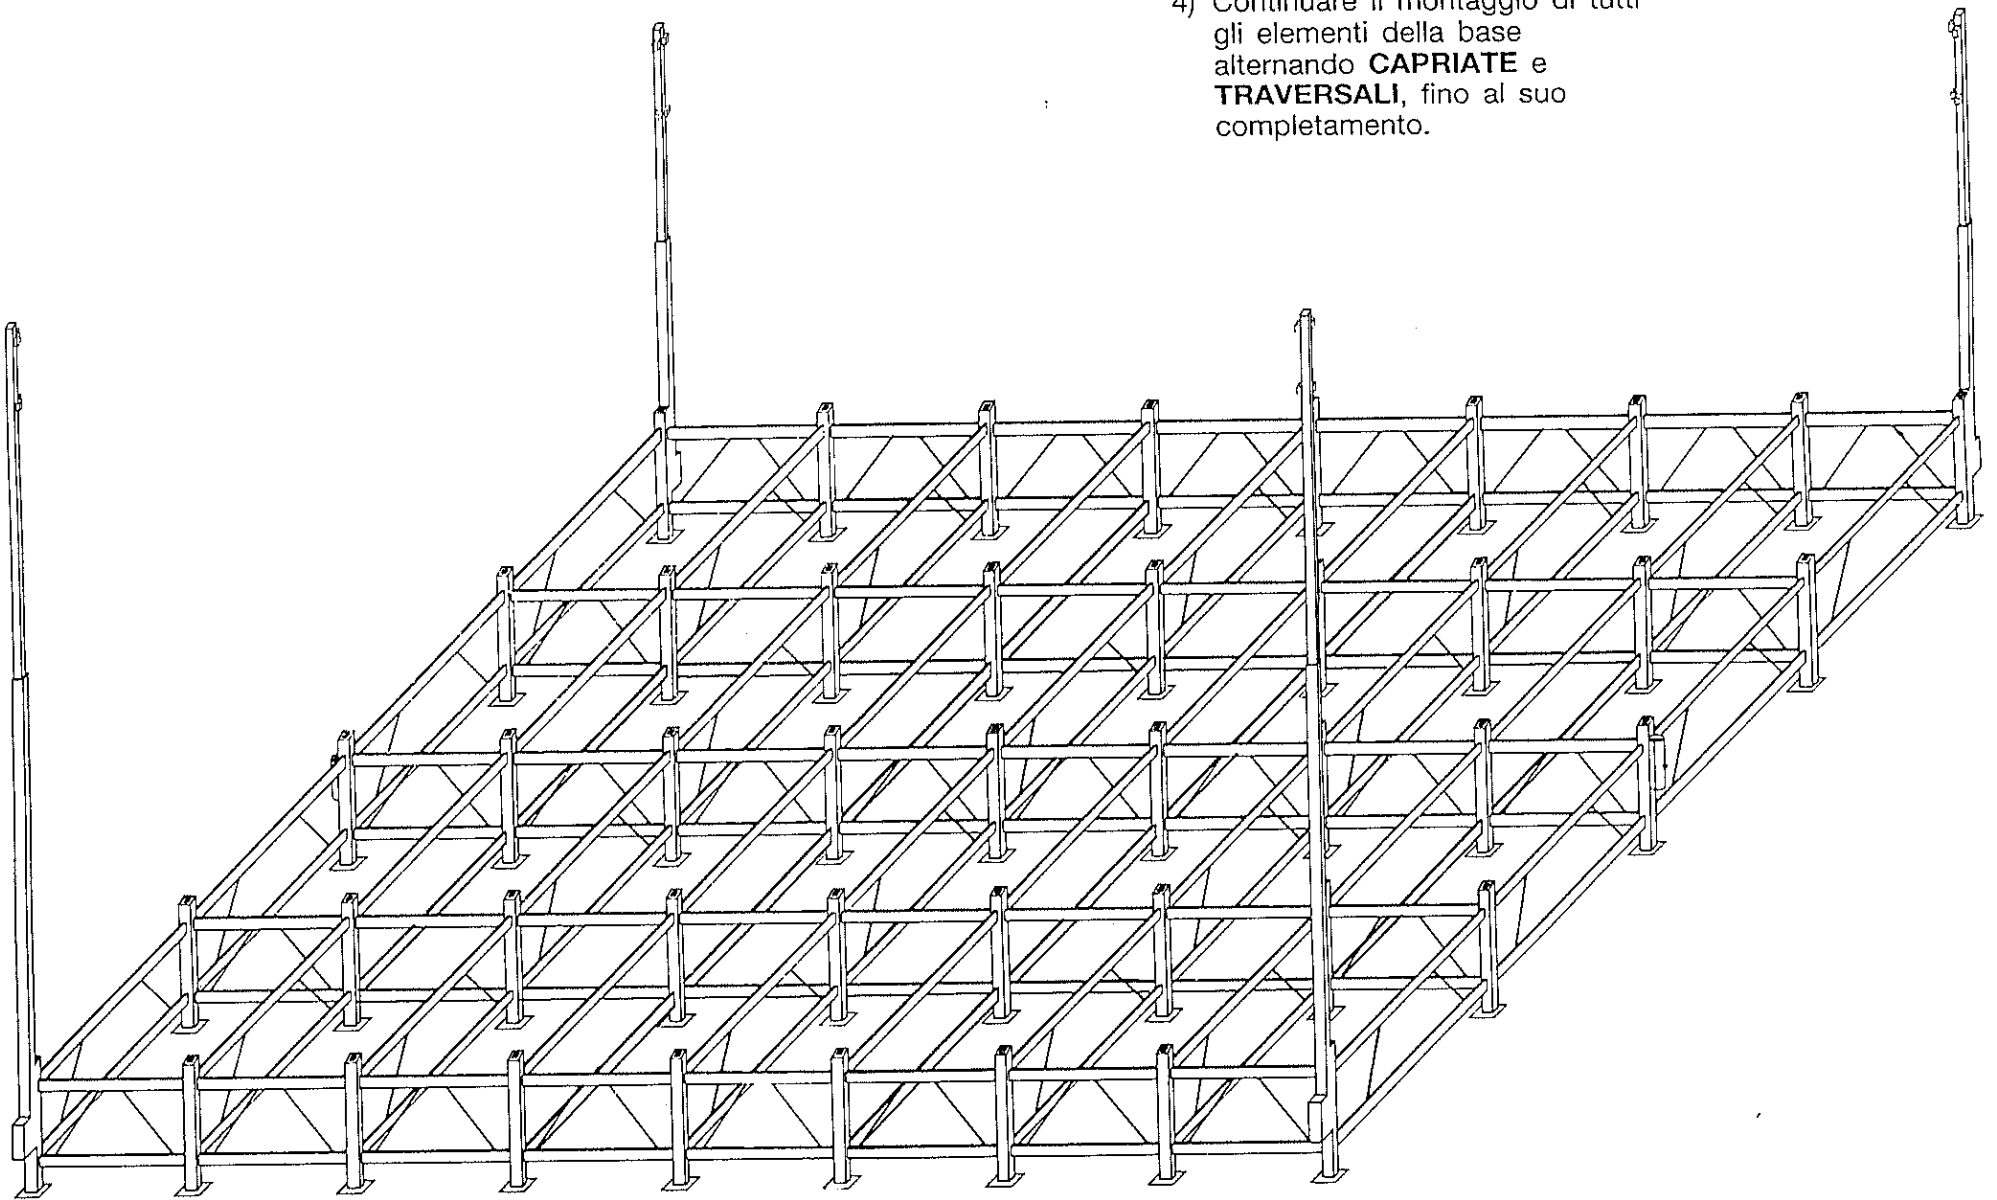 4) Continuare il montaggio di tutti
gli elementi della base
alternando CAPRIATE e
TRAVERSALI, fino al suo
completamento.